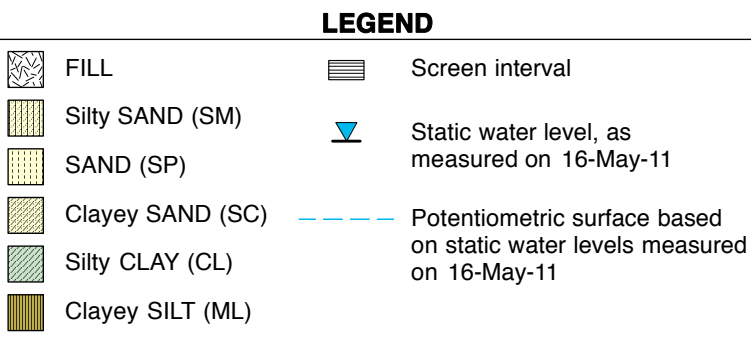 LEGEND
FILL
Silty SAND (SM)
SAND (SP)
Clayey SAND (SC)
Silty CLAY (CL)
Clayey SILT (ML)
Screen interval
Static water level, as
measured on 16-May-11
Potentiometric surface based
on static water levels measured
on 16-May-11